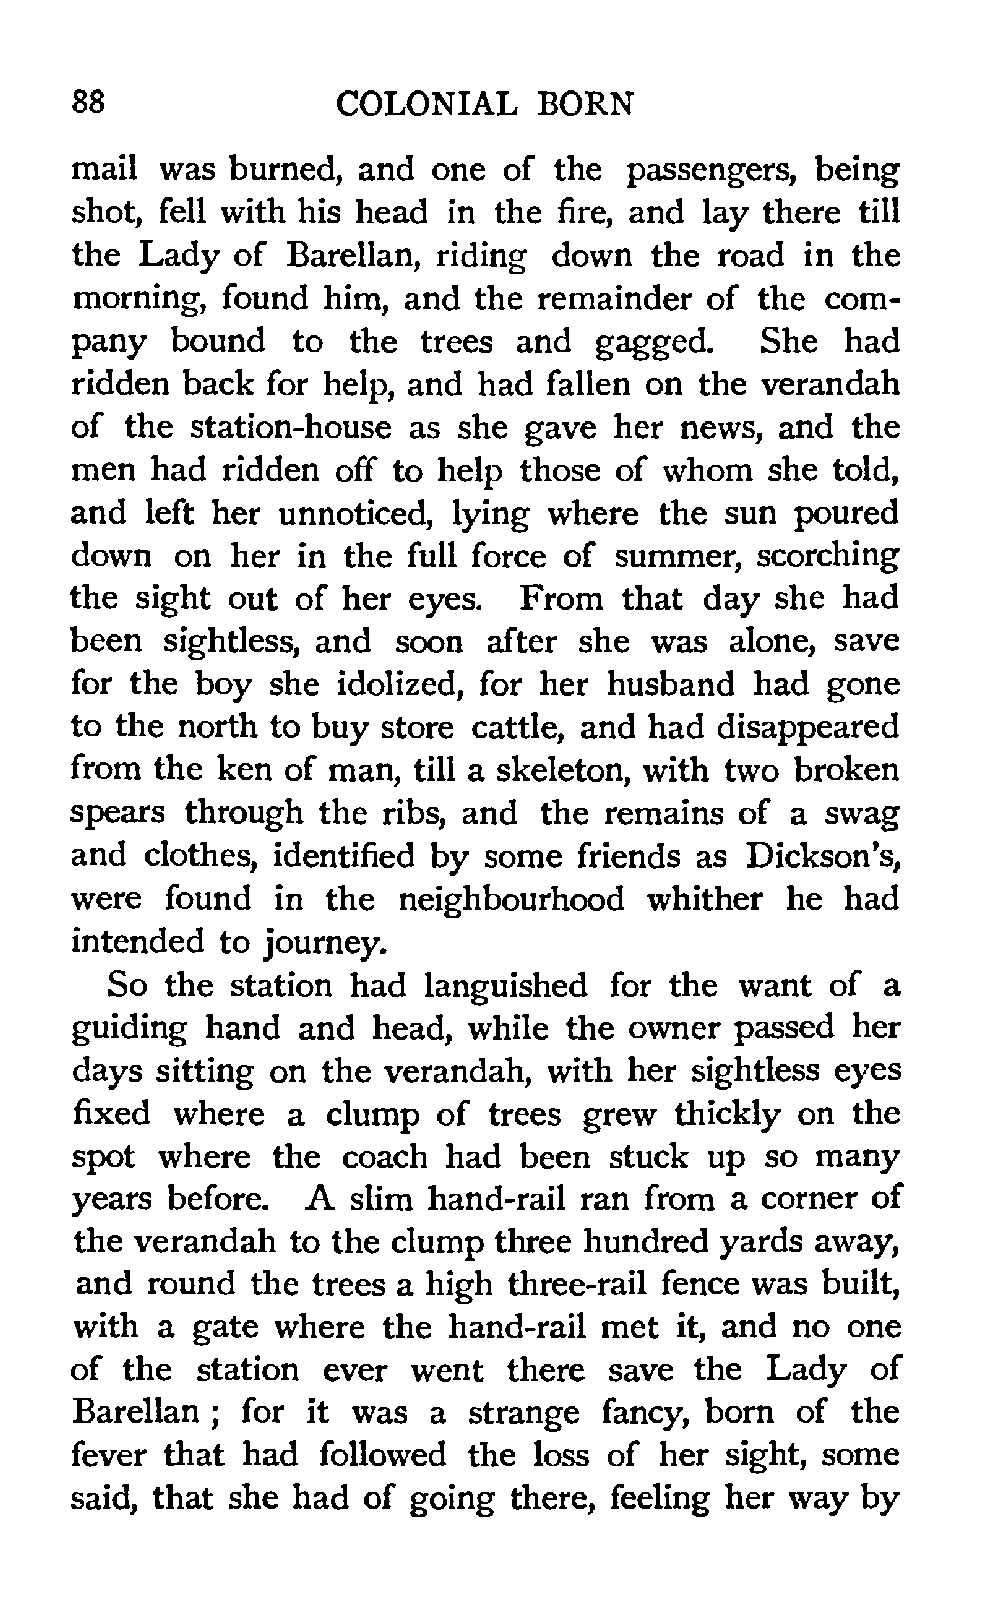 88 COLONIAL BORN
mail was burned, and one of the passengers, being
shot, fell with his head in the fire, and lay there till
the Lady of Barellan, riding down the road in the
morning, found him, and the remainder of the com-
pany bound to the trees and gagged. She had
ridden back for help, and had fallen on the verandah
of the station-house as she gave her news, and the
men had ridden off to help those of whom she told,
and left her unnoticed, lying where the sun poured
down on her in the full force of summer, scorching
the sight out of her eyes. From that day she had
been sightless, and soon after she was alone, save
for the boy she idolized, for her husband had gone
to the north to buy store cattle, and had disappeared
from the ken of man, till a skeleton, with two broken
spears through the ribs, and the remains of a swag
and clothes, identified by some friends as Dickson's,
were found in the neighbourhood whither he had
intended to journey.
So the station had languished for the want of a
guiding hand and head, while the owner passed her
days sitting on the verandah, with her sightless eyes
fixed where a clump of trees grew thickly on the
spot where the coach had been stuck up so many
years before. A slim hand-rail ran from a corner of
the verandah to the clump three hundred yards away,
and round the trees a high three-rail fence was built,
with a gate where the hand-rail met it, and no one
of the station ever went there save the Lady of
Barellan ; for it was a strange fancy, born of the
fever that had followed the loss of her sight, some
said, that she had of going there, feeling her way by